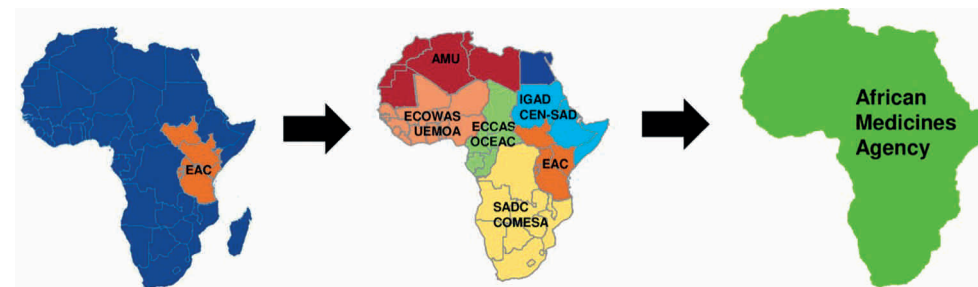 EAC
AMU
ECOWAS
UEMOA
ECCAS
OCEAC
IGAD
CEN-SAD
EAC
SADC
COMESA
African
Medicines
Agency